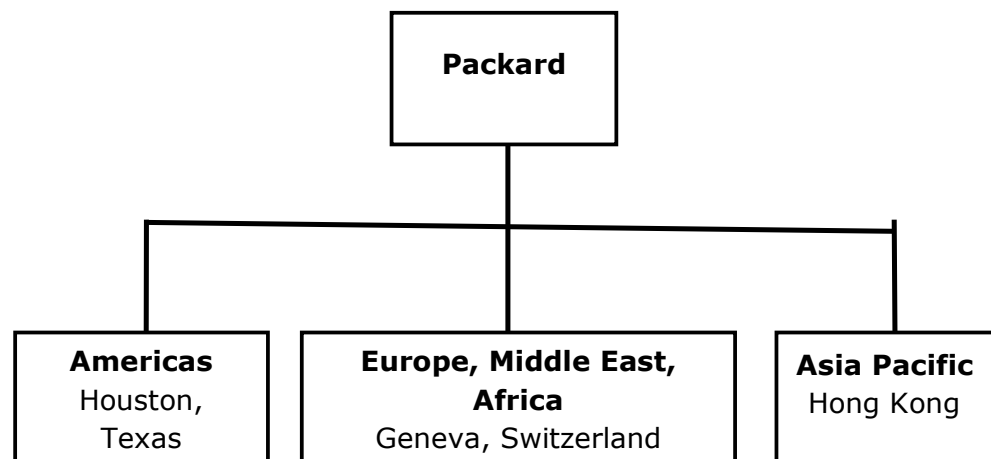 Packard
Americas
Houston,
Texas
Europe, Middle East,
Africa
Geneva, Switzerland
Asia Pacific
Hong Kong